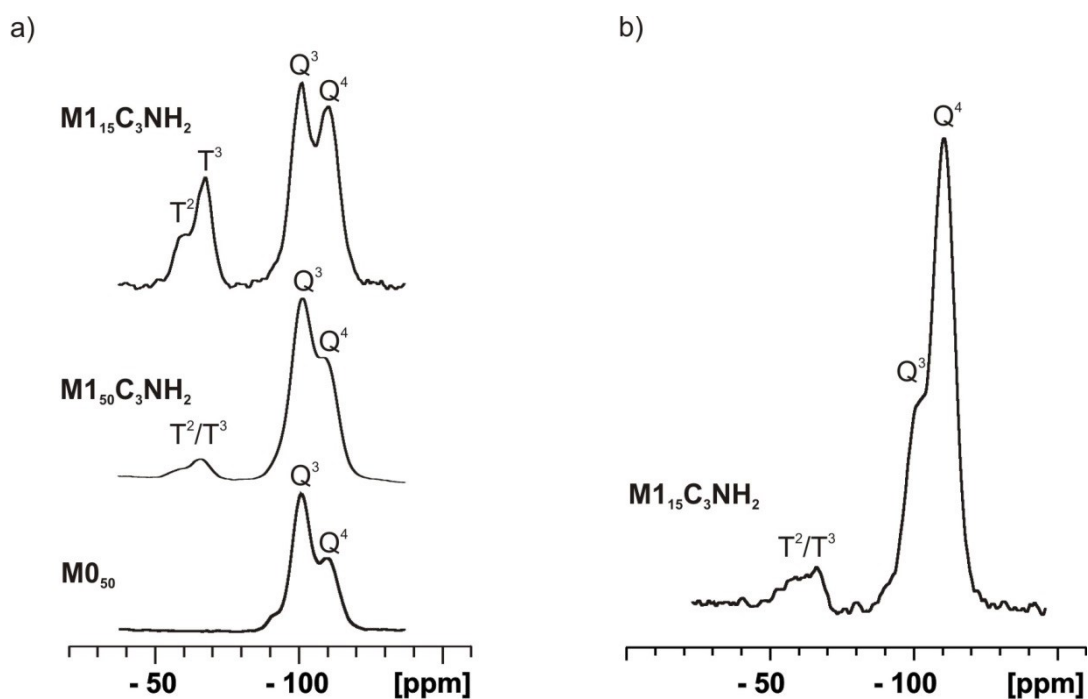 a)
M1₁₅C₃NH₂
T²
T³
Q³
Q⁴
M1₅₀C₃NH₂
T²/T³
Q³
Q⁴
M0₅₀
Q³
Q⁴
- 50
- 100
[ppm]
b)
M1₁₅C₃NH₂
T²/T³
Q³
Q⁴
- 50
- 100
[ppm]